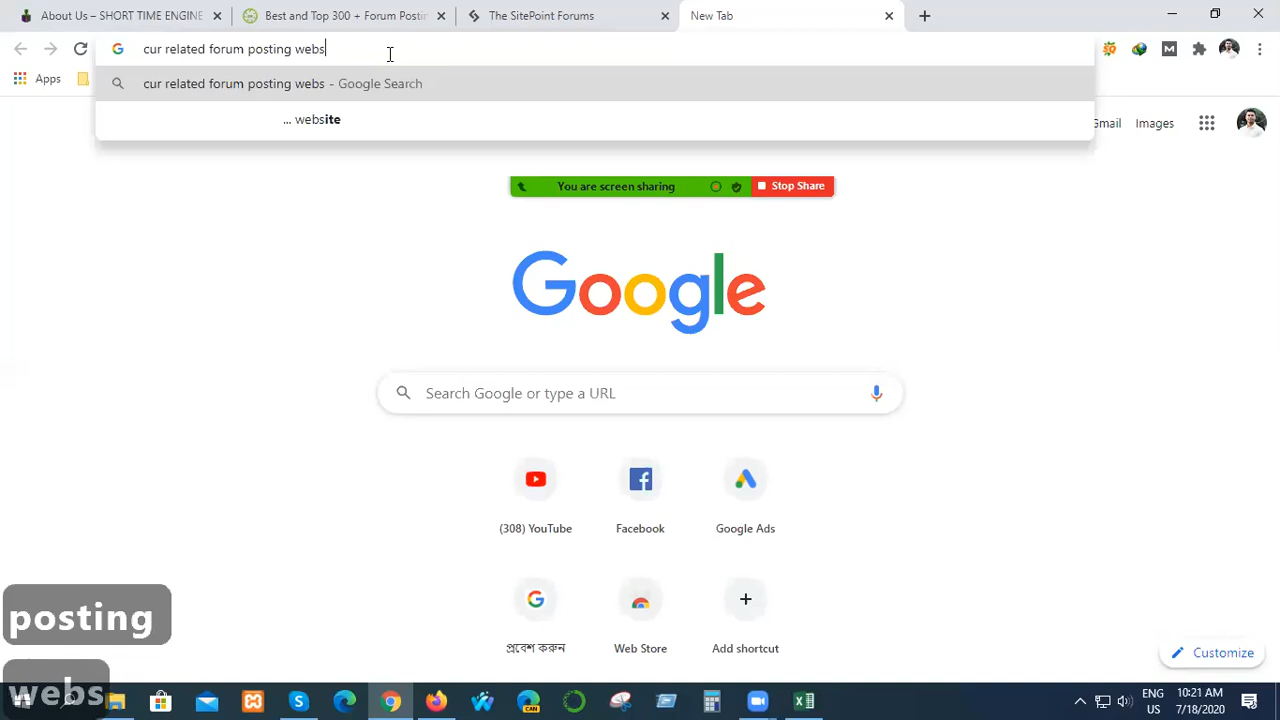 About Us – SHORT TIME ENGINE
Best and Top 300 + Forum Postin
The SitePoint Forums
New Tab
cur related forum posting webs
Apps
cur related forum posting webs - Google Search
... website
Gmail
Images
You are screen sharing
Stop Share
Google
Search Google or type a URL
(308) YouTube
Facebook
Google Ads
প্রবেশ করুন
Web Store
Add shortcut
posting
Customize
webs
CAN
ENG
US
10:21 AM
7/18/2020